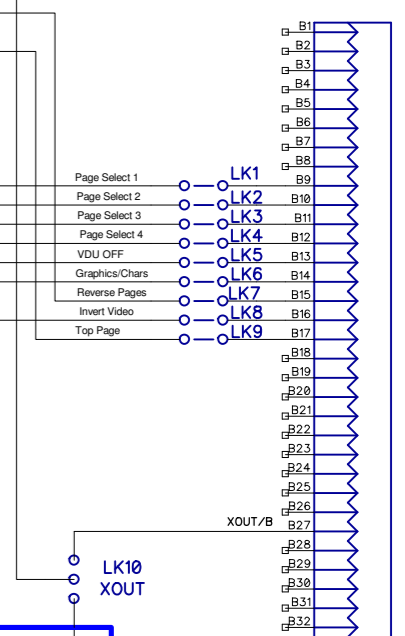 B1
B2
B3
B4
B5
B6
B7
B8
Page Select 1 LK1 B9
Page Select 2 LK2 B10
Page Select 3 LK3 B11
Page Select 4 LK4 B12
VDU OFF LK5 B13
Graphics/Chars LK6 B14
Reverse Pages LK7 B15
Invert Video LK8 B16
Top Page LK9 B17
B18
B19
B20
B21
B22
B23
B24
B25
B26
XOUT/B B27
B28
LK10 B29
XOUT B30
B31
B32